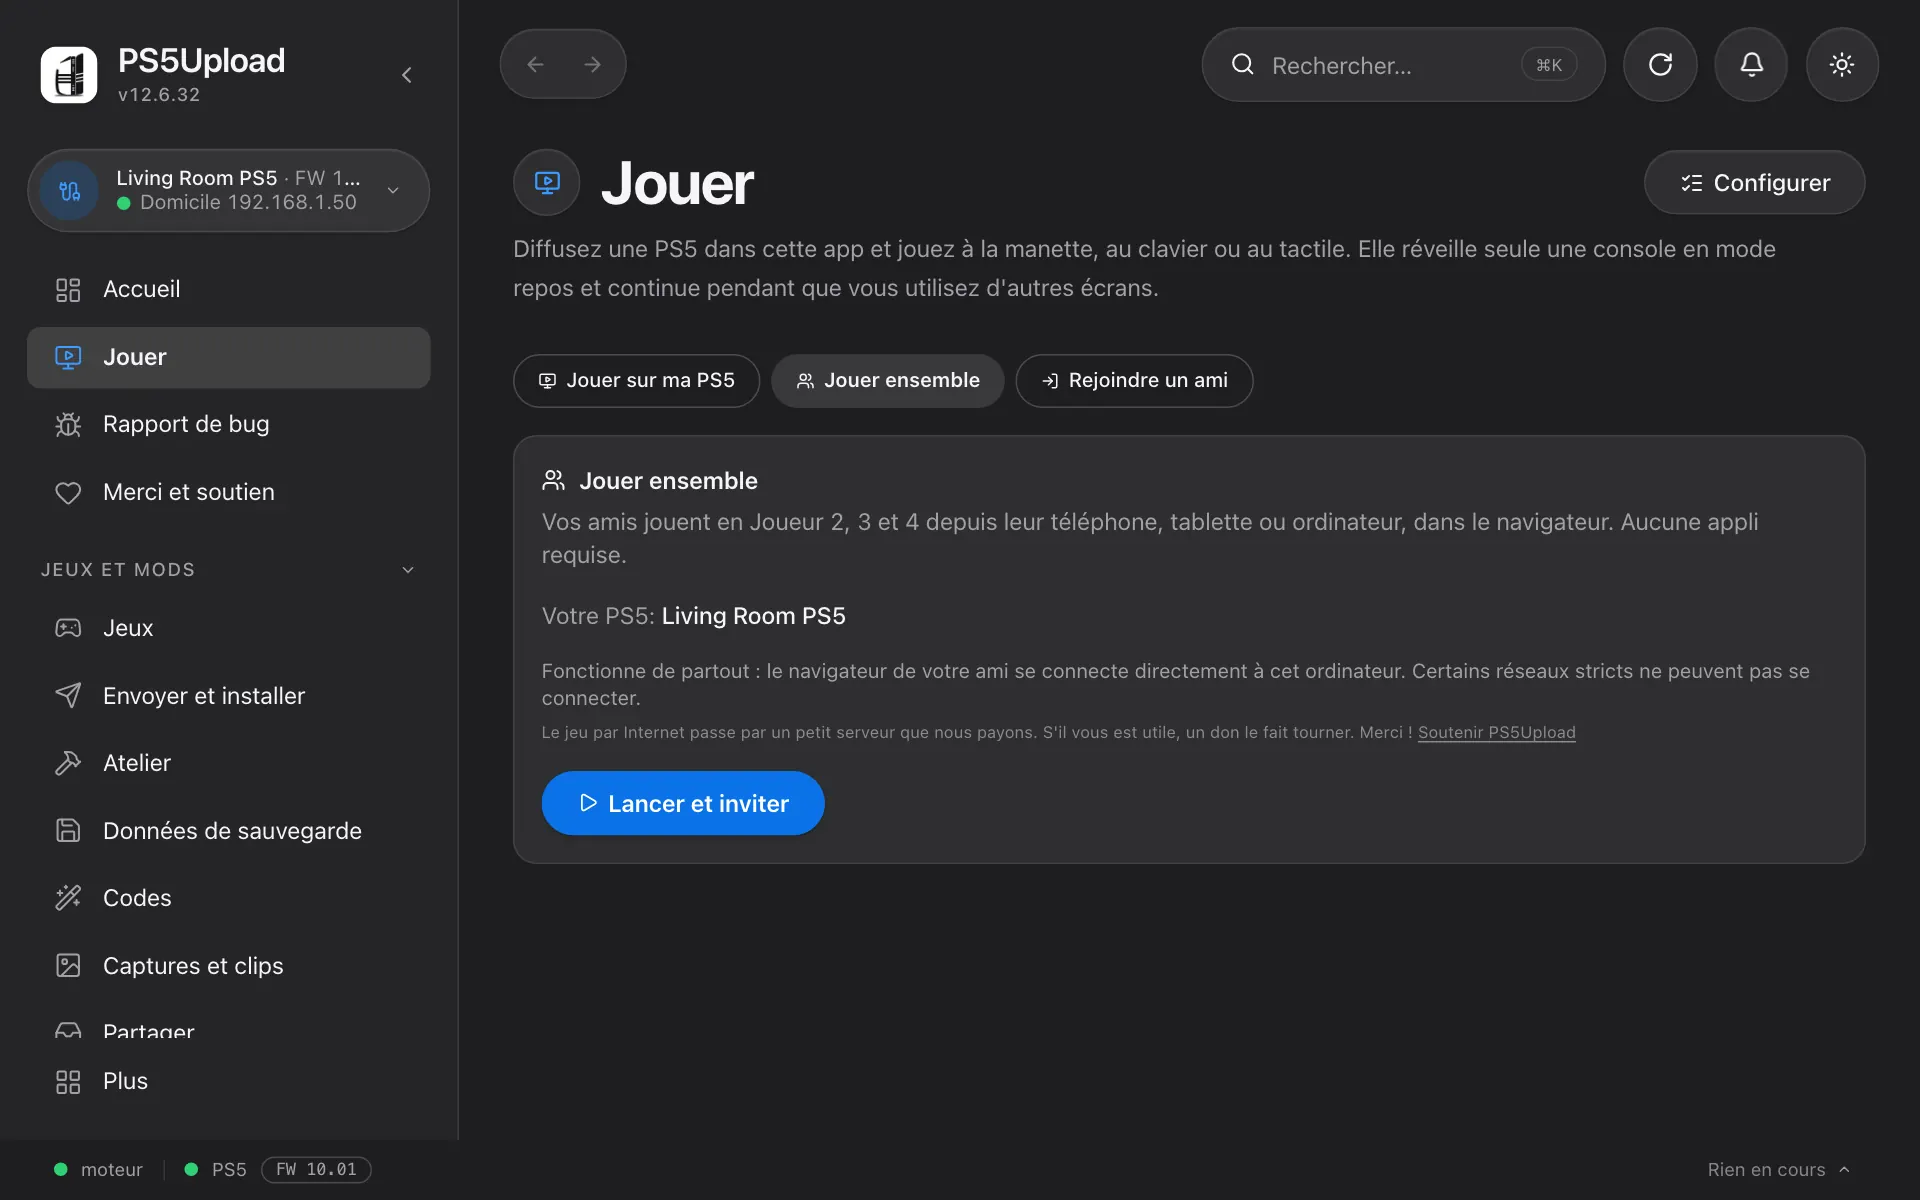 PS5Upload
v12.6.32
Living Room PS5 · FW 1...
Domicile 192.168.1.50
Accueil
Jouer
Rapport de bug
Merci et soutien
JEUX ET MODS
Jeux
Envoyer et installer
Atelier
Données de sauvegarde
Codes
Captures et clips
Partager
Plus
Rechercher...
⌘K
Jouer
Configurer
Diffusez une PS5 dans cette app et jouez à la manette, au clavier ou au tactile. Elle réveille seule une console en mode
repos et continue pendant que vous utilisez d'autres écrans.
Jouer sur ma PS5
Jouer ensemble
Rejoindre un ami
Jouer ensemble
Vos amis jouent en Joueur 2, 3 et 4 depuis leur téléphone, tablette ou ordinateur, dans le navigateur. Aucune appli
requise.
Votre PS5: Living Room PS5
Fonctionne de partout : le navigateur de votre ami se connecte directement à cet ordinateur. Certains réseaux stricts ne peuvent pas se
connecter.
Le jeu par Internet passe par un petit serveur que nous payons. S'il vous est utile, un don le fait tourner. Merci ! Soutenir PS5Upload
Lancer et inviter
moteur
PS5
FW 10.01
Rien en cours